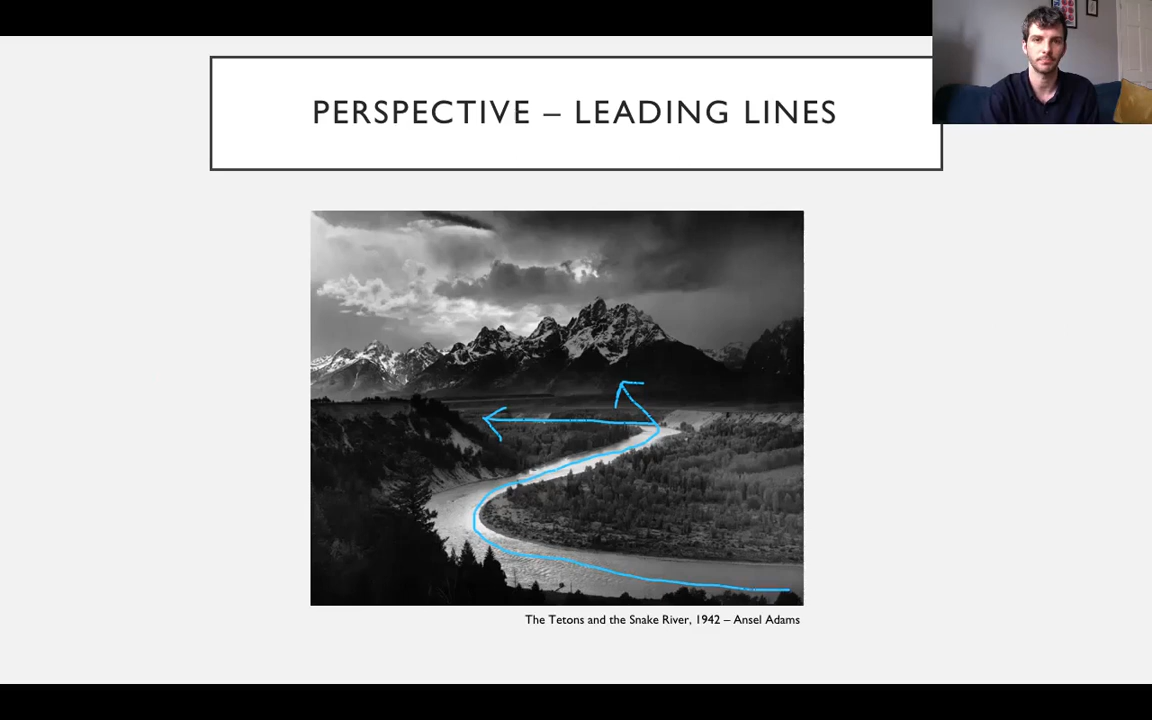 PERSPECTIVE – LEADING LINES
The Tetons and the Snake River, 1942 – Ansel Adams